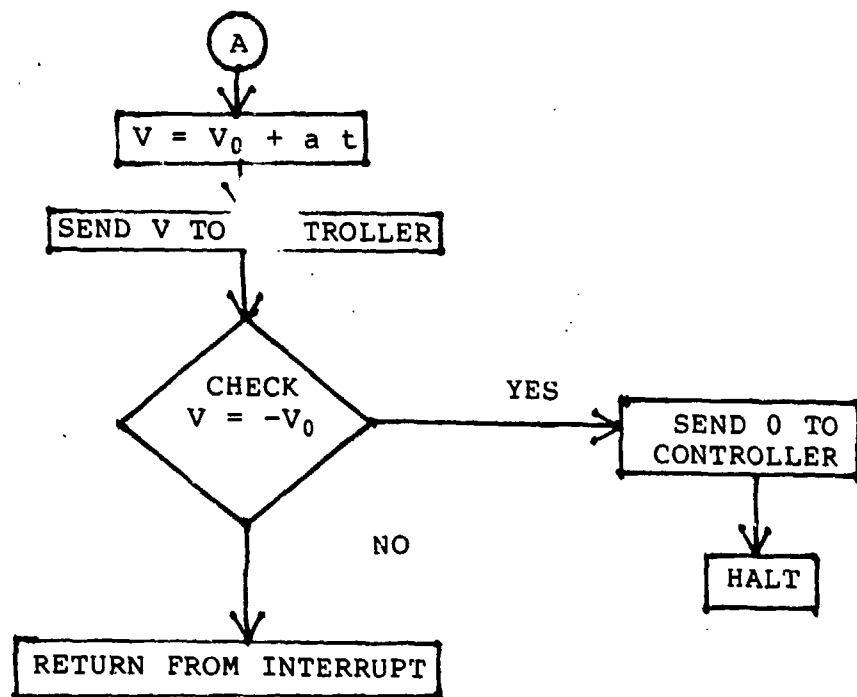 A
V = V₀ + a t
SEND V TO TROLLER
CHECK
V = -V₀
YES
SEND 0 TO
CONTROLLER
NO
HALT
RETURN FROM INTERRUPT